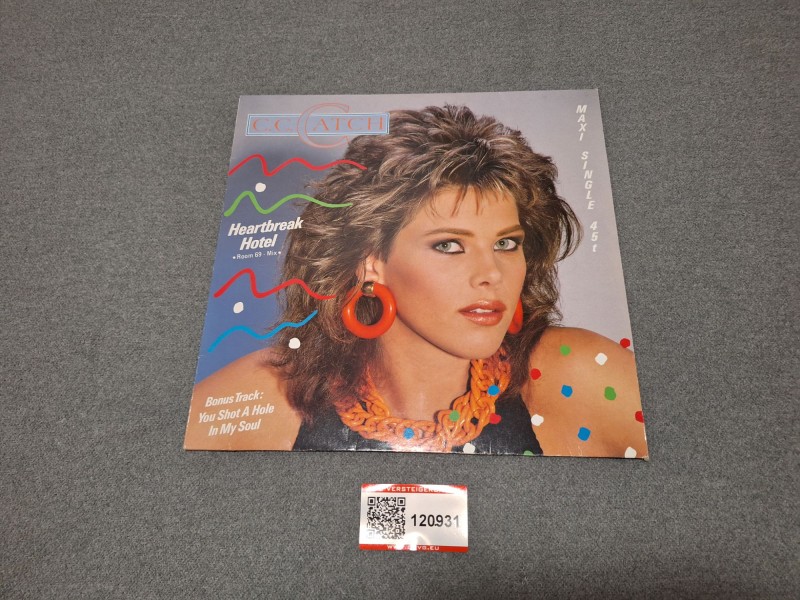 C.C. CATCH
MAXI SINGLE 45 t
Heartbreak
Hotel
• Room 69 - Mix •
Bonus Track:
You Shot A Hole
In My Soul
120931